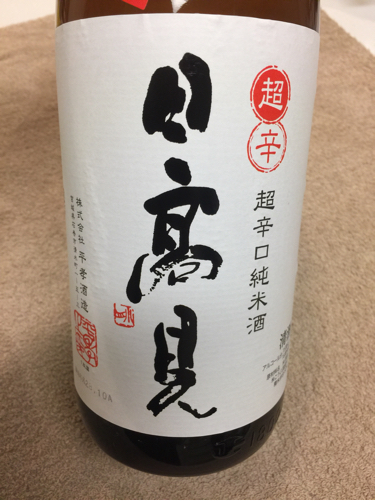 超
辛
超辛口純米酒
日高見
株式会社 平孝酒造